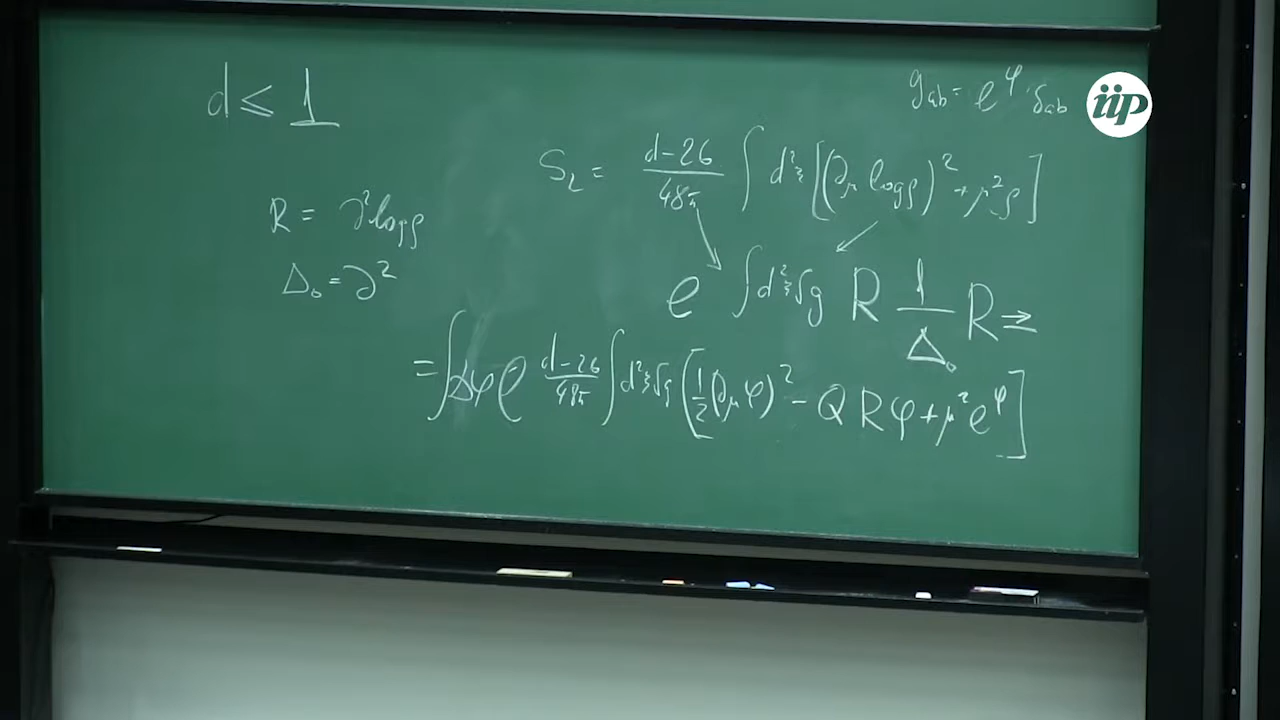 d ≤ 1
g_ab = e^φ δ_ab
iip
S_L = (d-26)/(48π) ∫ d²ξ [(∂_μ log ρ)² + μ²ρ]
R = ∂² log ρ
Δ₀ = ∂²
e^{∫ d²ξ √g R (1/Δ₀) R} ⇒
= ∫ Dφ e^{(d-26)/(48π) ∫ d²ξ √g [½(∂_μ φ)² - Q R φ + μ² e^φ]}